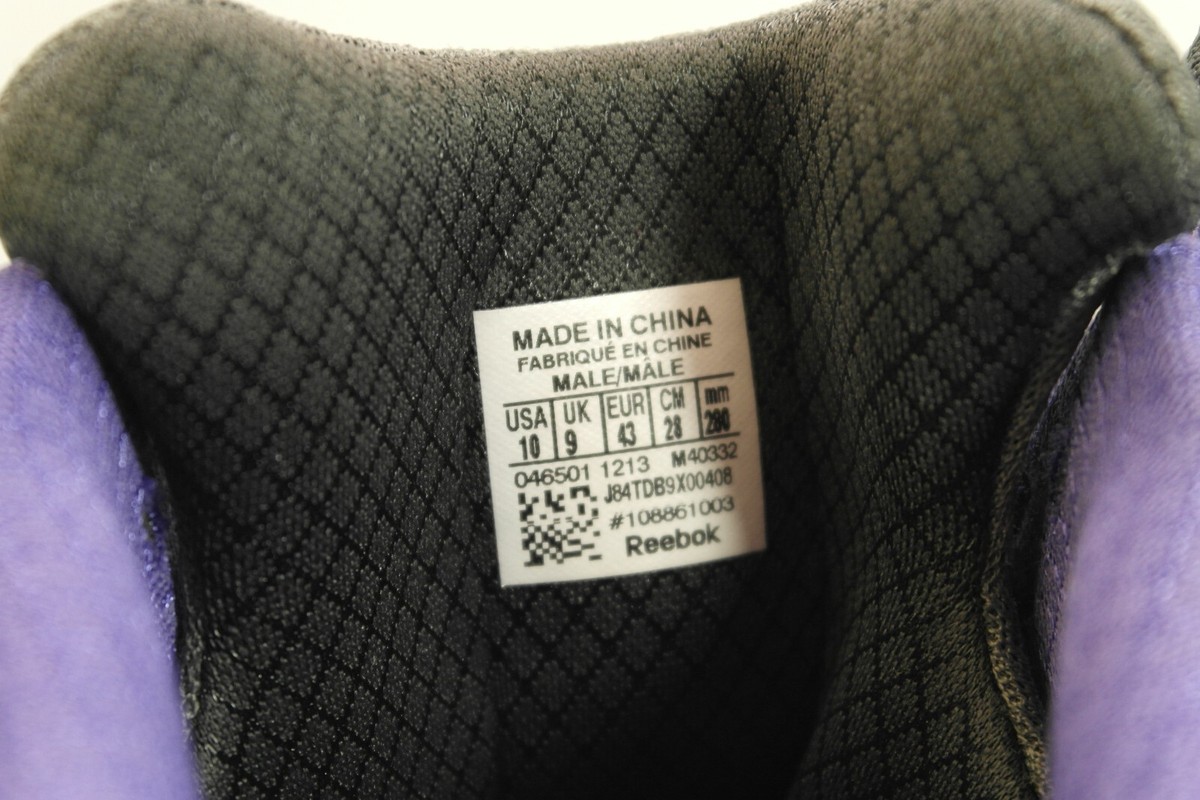 MADE IN CHINA
FABRIQUÉ EN CHINE
MALE/MÂLE
USA UK EUR CM mm
10 9 43 28 280
046501 1213 M40332
J84TDB9X00408
#108861003
Reebok